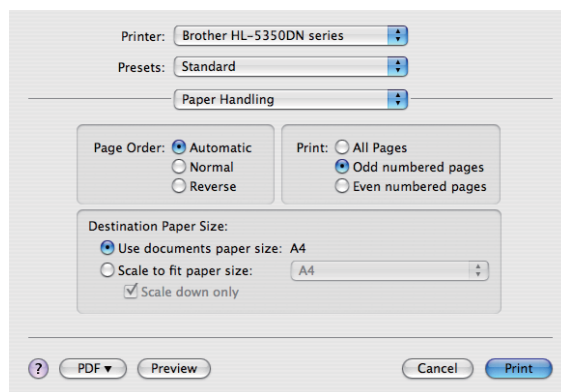 Printer: Brother HL-5350DN series
Presets: Standard
Paper Handling
Page Order: Automatic
Normal
Reverse
Print: All Pages
Odd numbered pages
Even numbered pages
Destination Paper Size:
Use documents paper size: A4
Scale to fit paper size: A4
Scale down only
? PDF ▼ Preview Cancel Print